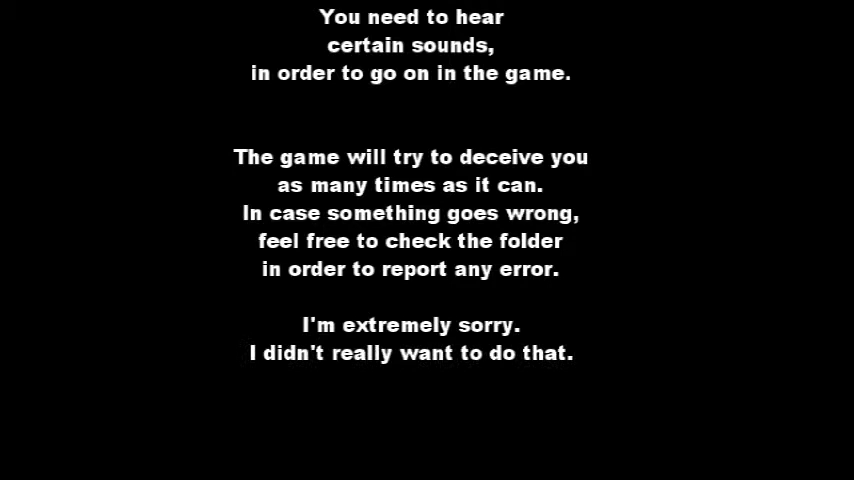 You need to hear
certain sounds,
in order to go on in the game.
The game will try to deceive you
as many times as it can.
In case something goes wrong,
feel free to check the folder
in order to report any error.
I'm extremely sorry.
I didn't really want to do that.